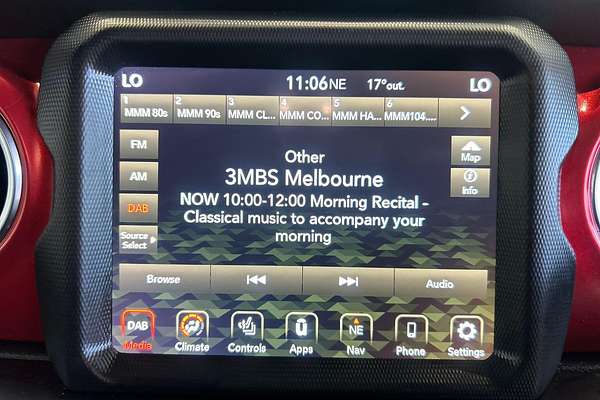 LO 11:06 NE 17°out. LO
1 2 3 4 5 6
MMM 80s MMM 90s MMM CL... MMM CO... MMM HA... MMM104....
FM
AM
DAB
Source
Select
Map
Info
Other
3MBS Melbourne
NOW 10:00-12:00 Morning Recital –
Classical music to accompany your
morning
Browse Audio
DAB NE
Media Climate Controls Apps Nav Phone Settings